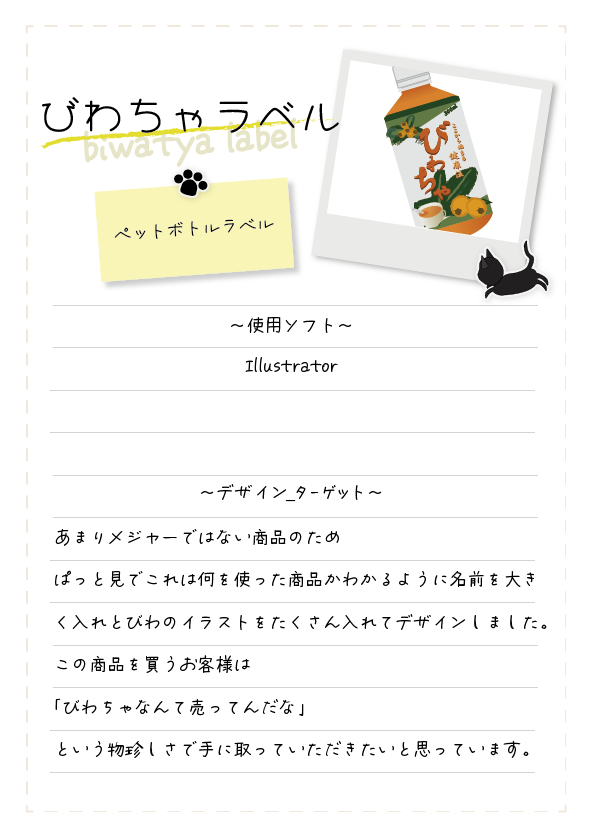 びわちゃラベル
biwatya label
ペットボトルラベル
びわちゃ
～使用ソフト～
Illustrator
～デザイン_ターゲット～
あまりメジャーではない商品のため
ぱっと見でこれは何を使った商品かわかるように名前を大き
く入れとびわのイラストをたくさん入れてデザインしました。
この商品を買うお客様は
「びわちゃなんて売ってんだな」
という物珍しさで手に取っていただきたいと思っています。